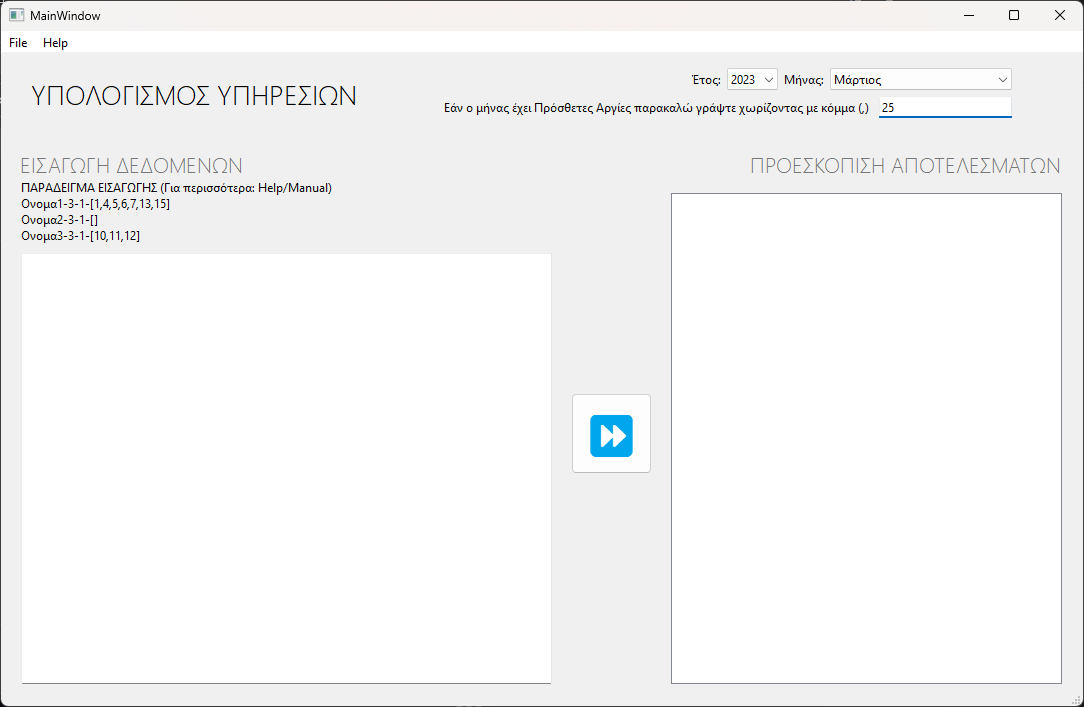 MainWindow
File Help
Έτος: 2023 Μήνας: Μάρτιος
ΥΠΟΛΟΓΙΣΜΟΣ ΥΠΗΡΕΣΙΩΝ
Εάν ο μήνας έχει Πρόσθετες Αργίες παρακαλώ γράψτε χωρίζοντας με κόμμα (,) 25
ΕΙΣΑΓΩΓΗ ΔΕΔΟΜΕΝΩΝ
ΠΑΡΑΔΕΙΓΜΑ ΕΙΣΑΓΩΓΗΣ (Για περισσότερα: Help/Manual)
Ονομα1-3-1-[1,4,5,6,7,13,15]
Ονομα2-3-1-[]
Ονομα3-3-1-[10,11,12]
ΠΡΟΕΣΚΟΠΙΣΗ ΑΠΟΤΕΛΕΣΜΑΤΩΝ